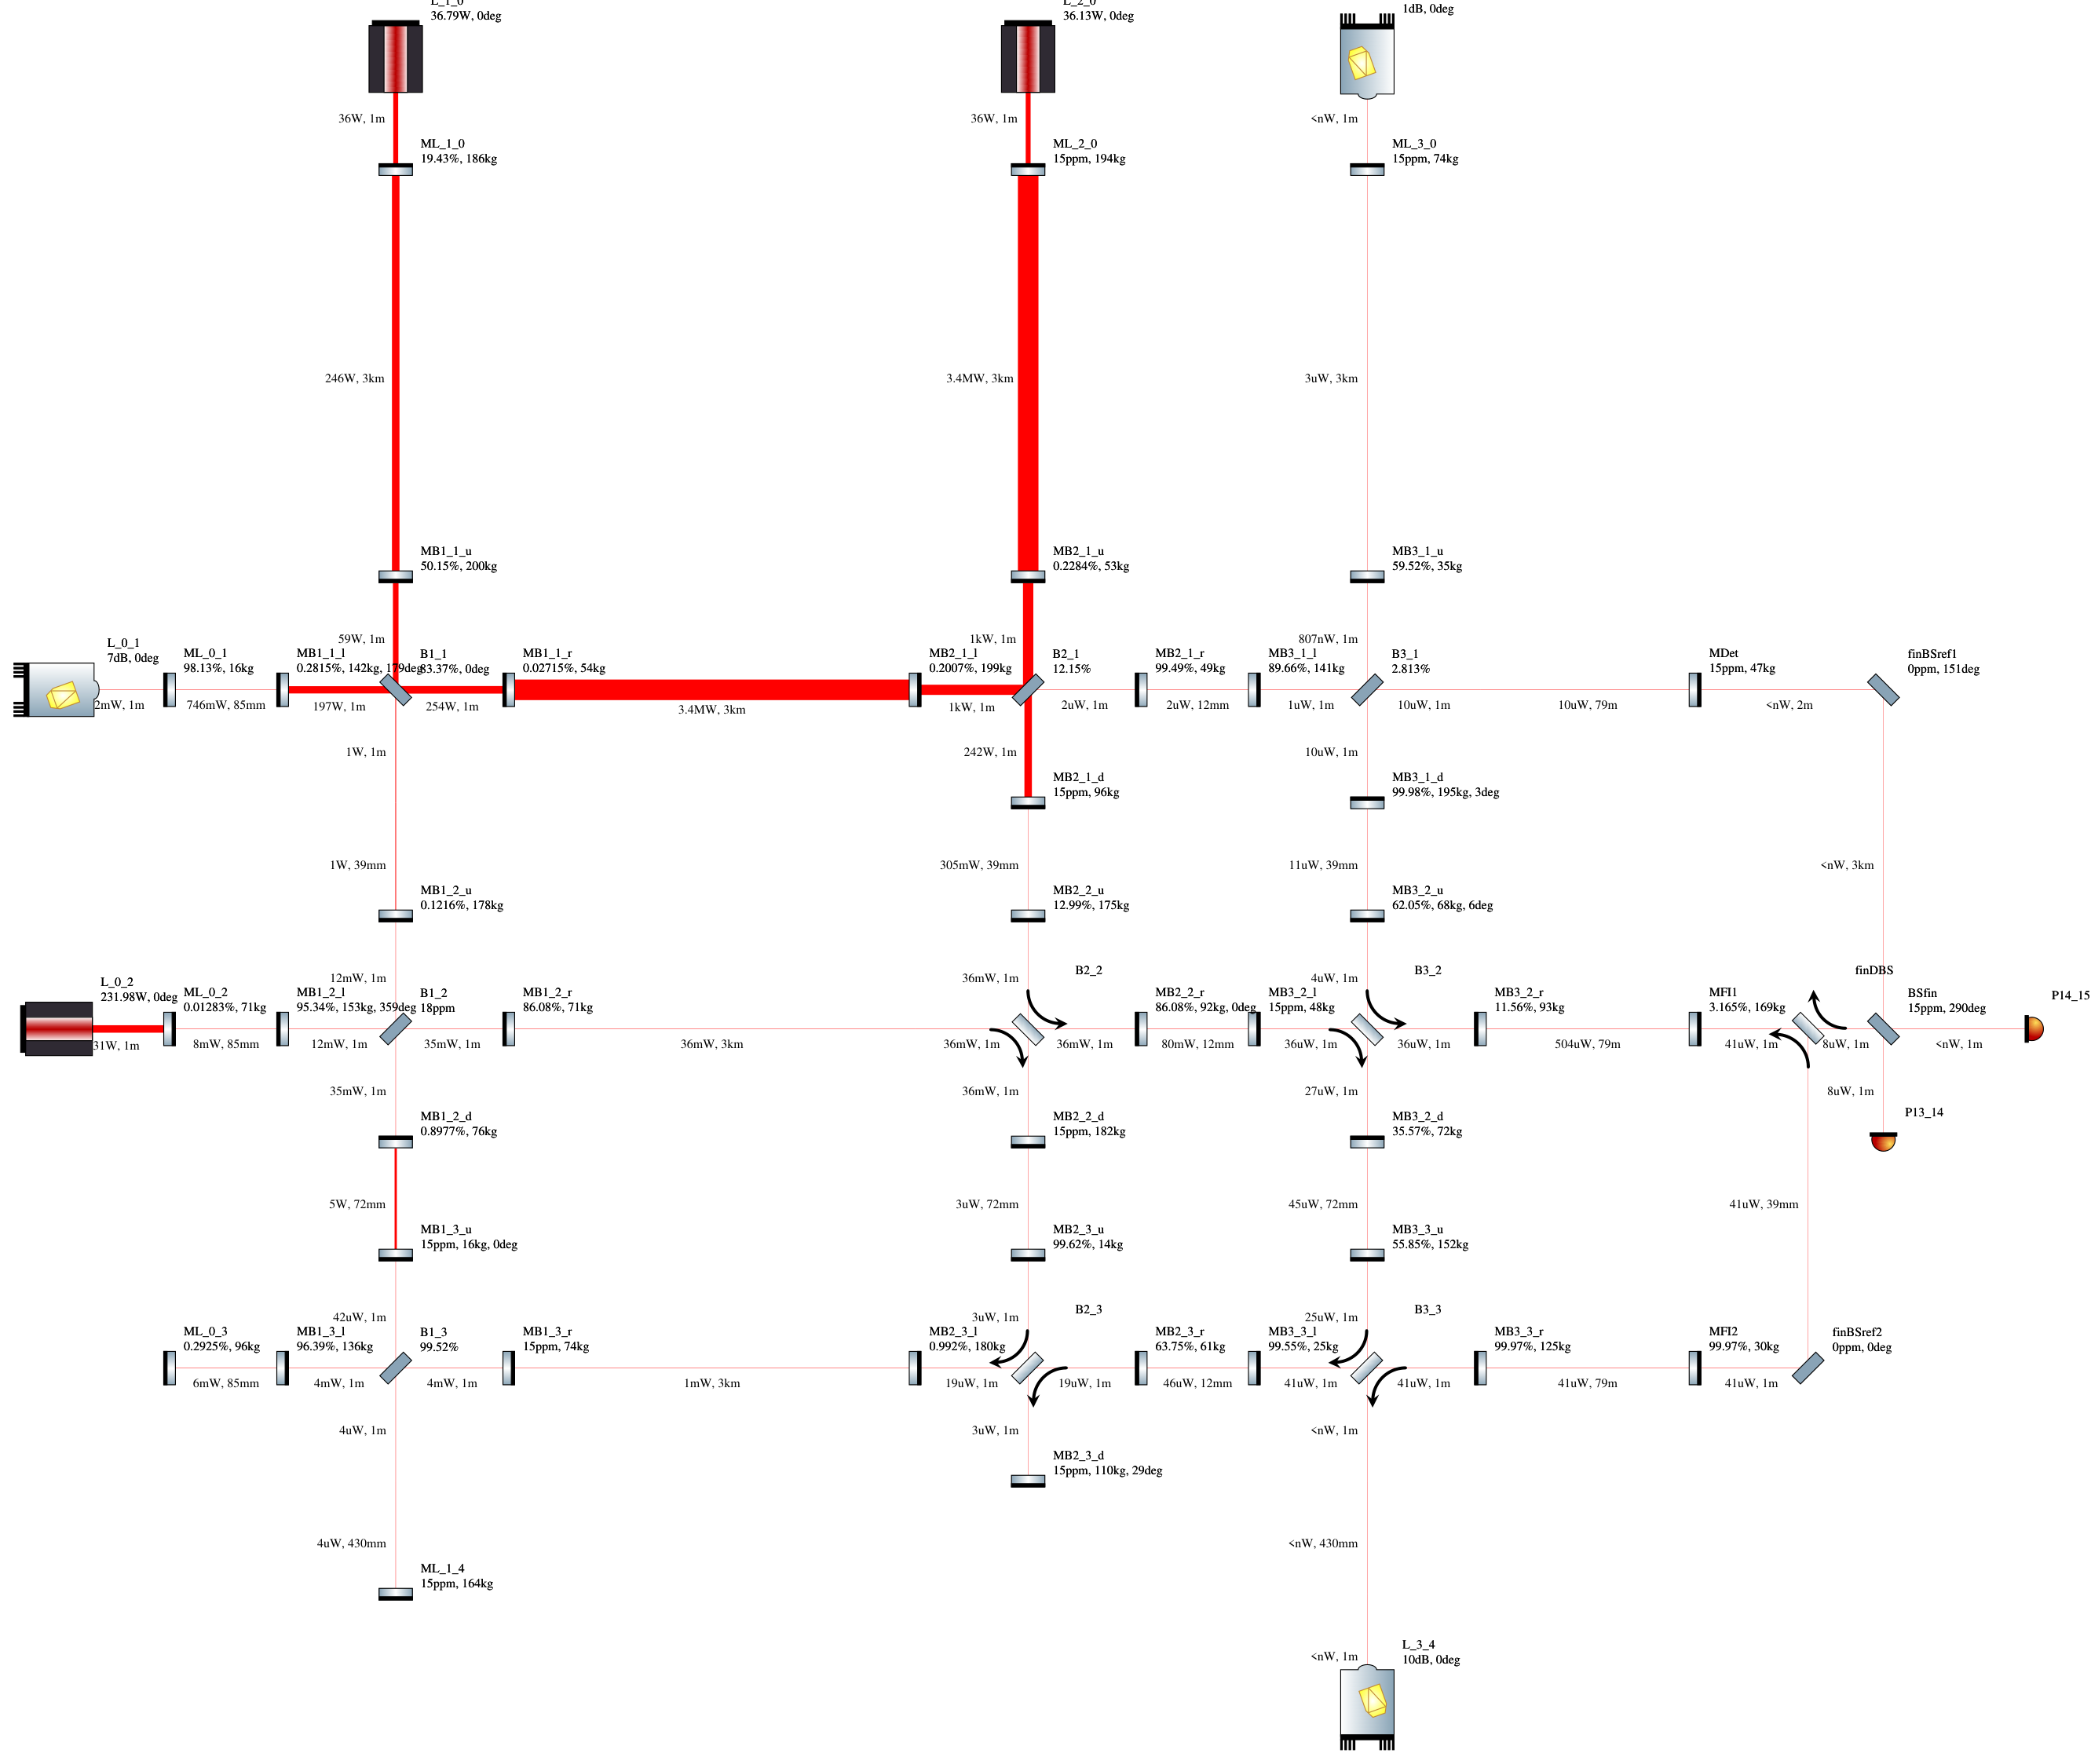 L_1_0
36.79W, 0deg
L_2_0
36.13W, 0deg
1dB, 0deg
36W, 1m
36W, 1m
<nW, 1m
ML_1_0
19.43%, 186kg
ML_2_0
15ppm, 194kg
ML_3_0
15ppm, 74kg
246W, 3km
3.4MW, 3km
3uW, 3km
MB1_1_u
50.15%, 200kg
MB2_1_u
0.2284%, 53kg
MB3_1_u
59.52%, 35kg
59W, 1m
1kW, 1m
807nW, 1m
L_0_1
7dB, 0deg
ML_0_1
98.13%, 16kg
MB1_1_l
0.2815%, 142kg, 179deg
B1_1
83.37%, 0deg
MB1_1_r
0.02715%, 54kg
MB2_1_l
0.2007%, 199kg
B2_1
12.15%
MB2_1_r
99.49%, 49kg
MB3_1_l
89.66%, 141kg
B3_1
2.813%
MDet
15ppm, 47kg
finBSref1
0ppm, 151deg
2mW, 1m
746mW, 85mm
197W, 1m
254W, 1m
3.4MW, 3km
1kW, 1m
2uW, 1m
2uW, 12mm
1uW, 1m
10uW, 1m
10uW, 79m
<nW, 2m
1W, 1m
242W, 1m
10uW, 1m
MB2_1_d
15ppm, 96kg
MB3_1_d
99.98%, 195kg, 3deg
1W, 39mm
305mW, 39mm
11uW, 39mm
<nW, 3km
MB1_2_u
0.1216%, 178kg
MB2_2_u
12.99%, 175kg
MB3_2_u
62.05%, 68kg, 6deg
12mW, 1m
36mW, 1m
B2_2
4uW, 1m
B3_2
finDBS
L_0_2
231.98W, 0deg
ML_0_2
0.01283%, 71kg
MB1_2_l
95.34%, 153kg, 359deg
B1_2
18ppm
MB1_2_r
86.08%, 71kg
MB2_2_r
86.08%, 92kg, 0deg
MB3_2_l
15ppm, 48kg
MB3_2_r
11.56%, 93kg
MFI1
3.165%, 169kg
BSfin
15ppm, 290deg
P14_15
31W, 1m
8mW, 85mm
12mW, 1m
35mW, 1m
36mW, 3km
36mW, 1m
36mW, 1m
80mW, 12mm
36uW, 1m
36uW, 1m
504uW, 79m
41uW, 1m
8uW, 1m
<nW, 1m
35mW, 1m
36mW, 1m
27uW, 1m
8uW, 1m
MB1_2_d
0.8977%, 76kg
MB2_2_d
15ppm, 182kg
MB3_2_d
35.57%, 72kg
P13_14
5W, 72mm
3uW, 72mm
45uW, 72mm
41uW, 39mm
MB1_3_u
15ppm, 16kg, 0deg
MB2_3_u
99.62%, 14kg
MB3_3_u
55.85%, 152kg
42uW, 1m
3uW, 1m
B2_3
25uW, 1m
B3_3
ML_0_3
0.2925%, 96kg
MB1_3_l
96.39%, 136kg
B1_3
99.52%
MB1_3_r
15ppm, 74kg
MB2_3_l
0.992%, 180kg
MB2_3_r
63.75%, 61kg
MB3_3_l
99.55%, 25kg
MB3_3_r
99.97%, 125kg
MFI2
99.97%, 30kg
finBSref2
0ppm, 0deg
6mW, 85mm
4mW, 1m
4mW, 1m
1mW, 3km
19uW, 1m
19uW, 1m
46uW, 12mm
41uW, 1m
41uW, 1m
41uW, 79m
41uW, 1m
4uW, 1m
3uW, 1m
<nW, 1m
MB2_3_d
15ppm, 110kg, 29deg
4uW, 430mm
<nW, 430mm
ML_1_4
15ppm, 164kg
<nW, 1m
L_3_4
10dB, 0deg